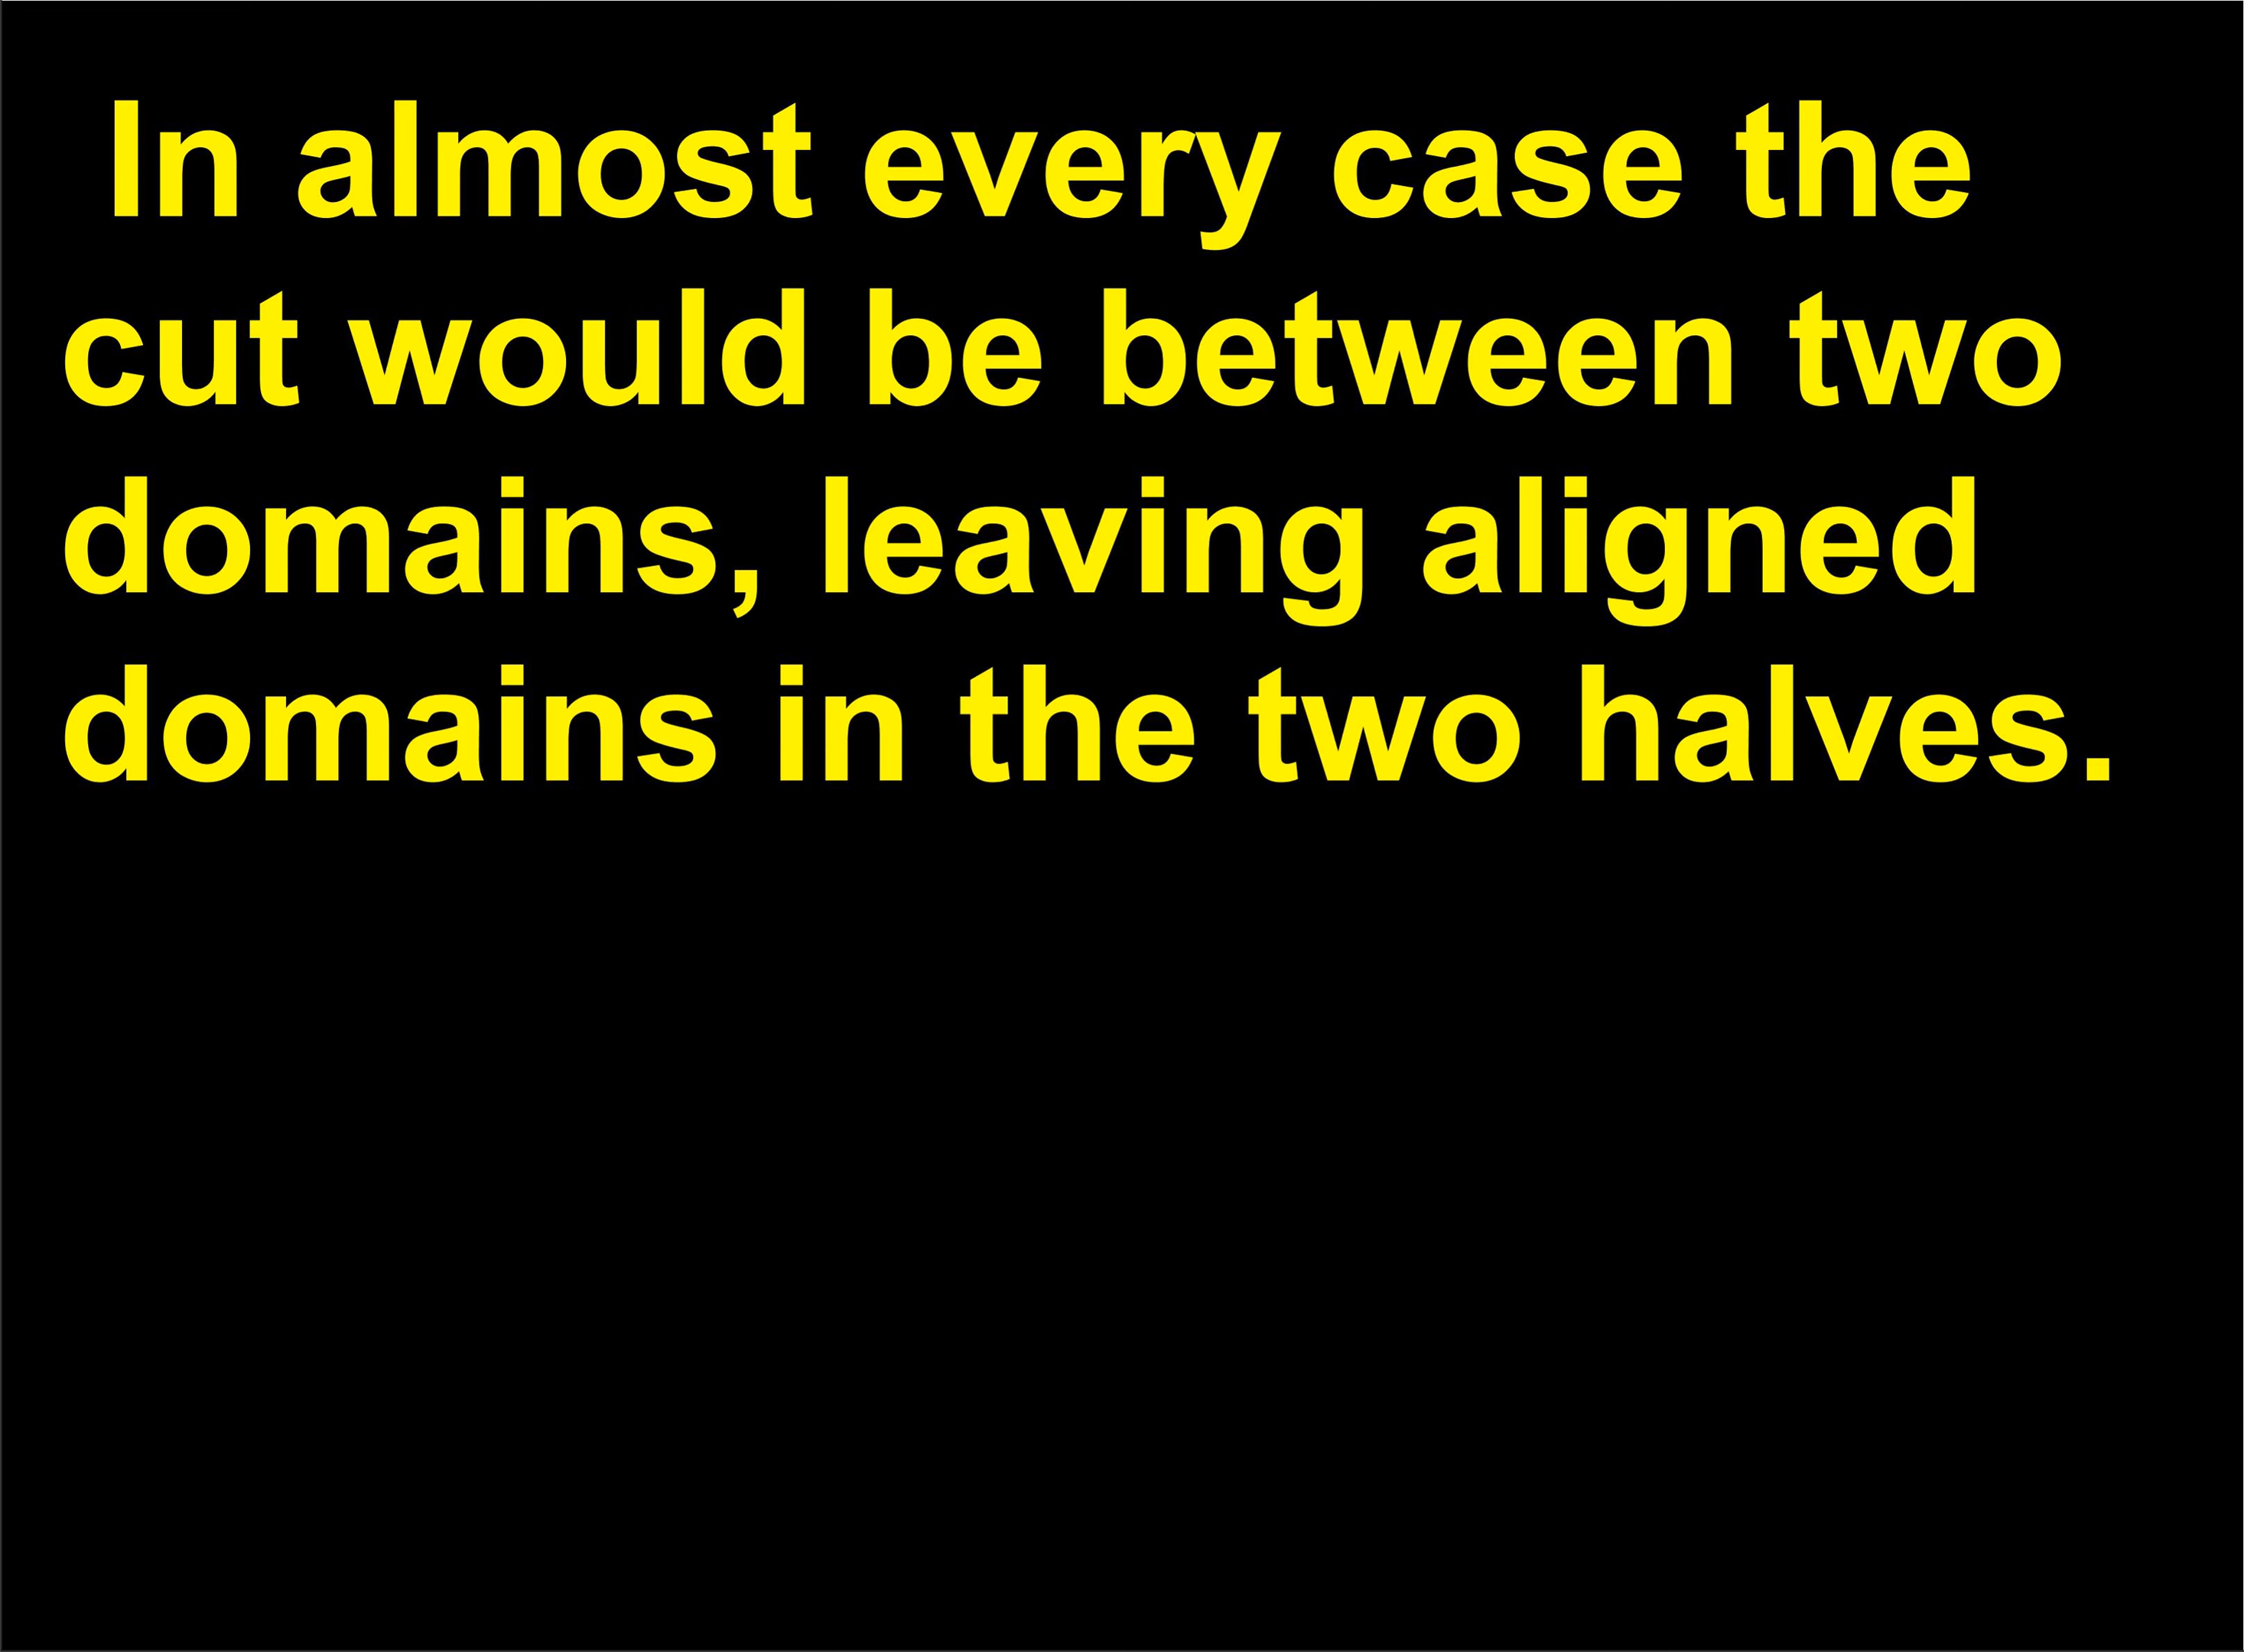 In almost every case the
cut would be between two
domains, leaving aligned
domains in the two halves.